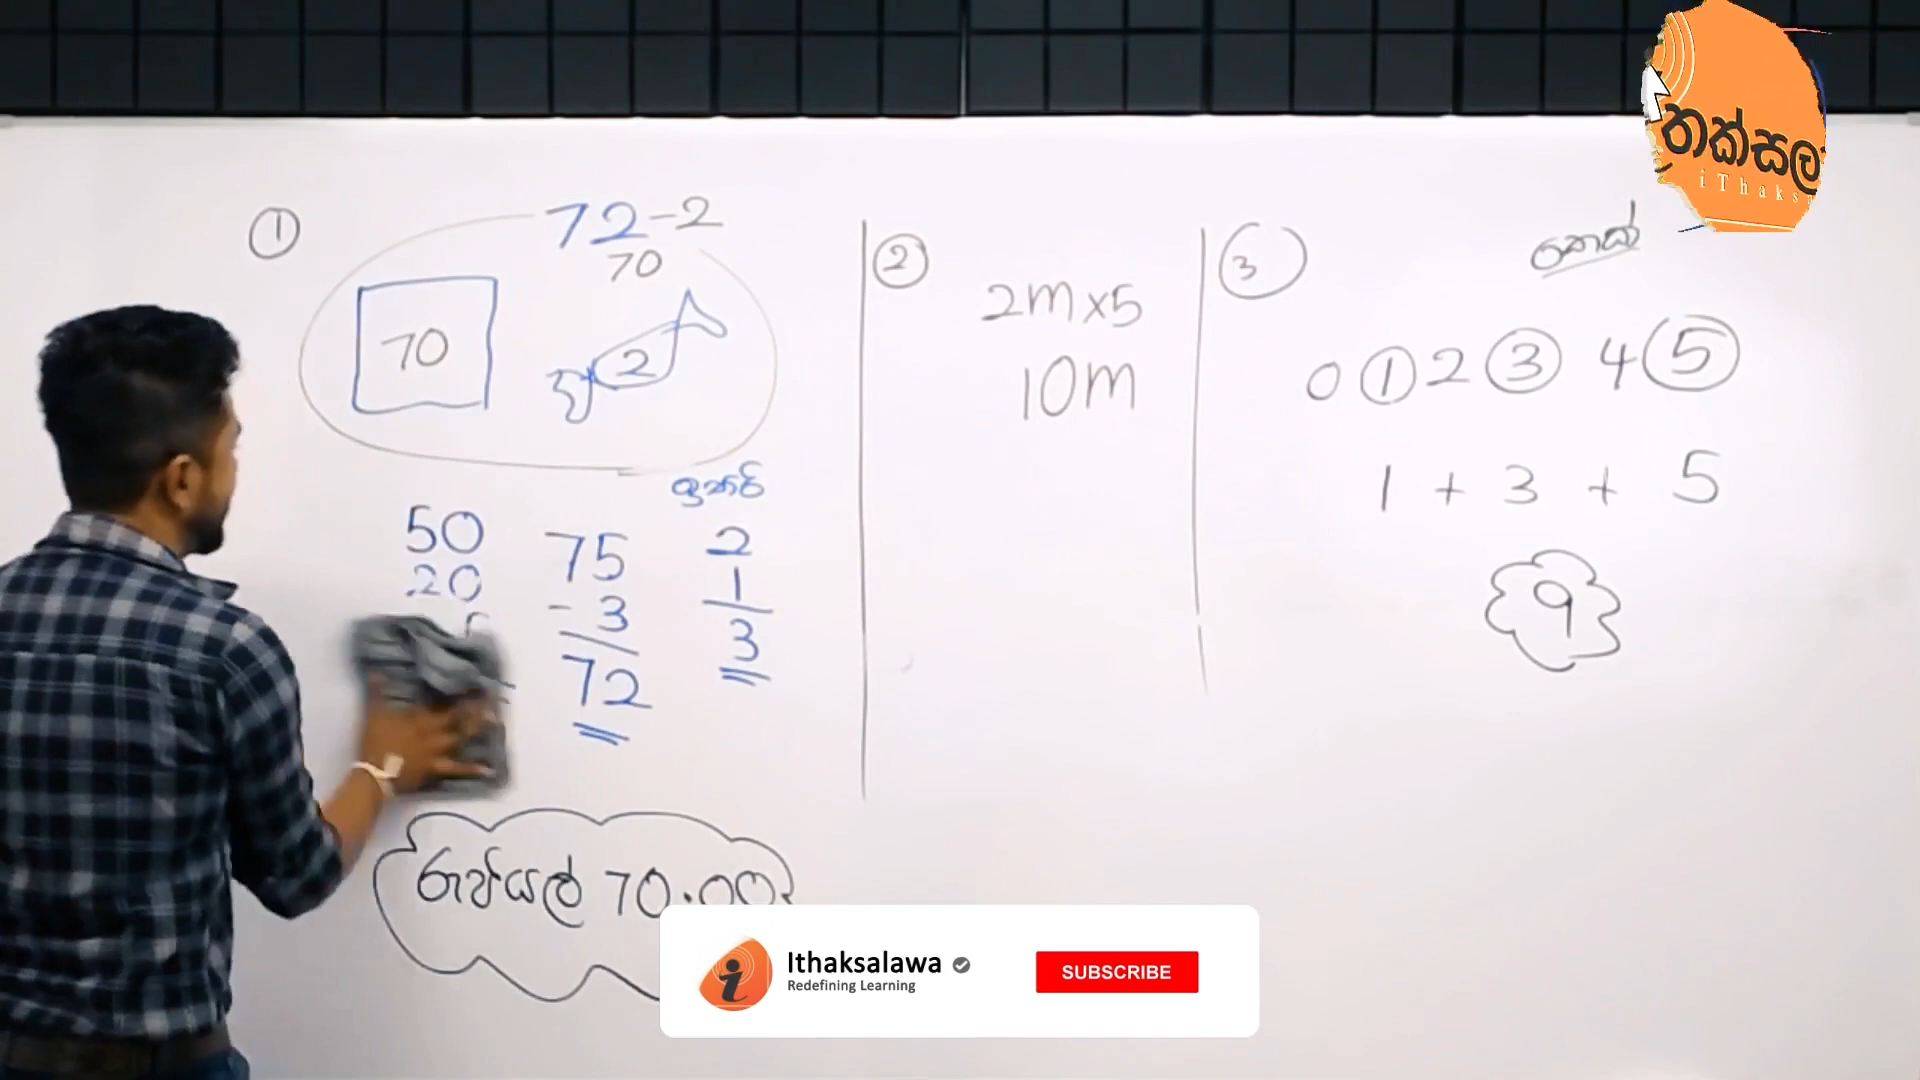 ①
72-2
70
70
2
ඉතුරු
50
20
75
- 3
72
2
1
3
රුපියල් 70.00
②
2m x 5
10m
③
0 ① 2 ③ 4 ⑤
1 + 3 + 5
9
තක්සලා
iThaks
Ithaksalawa
Redefining Learning
SUBSCRIBE